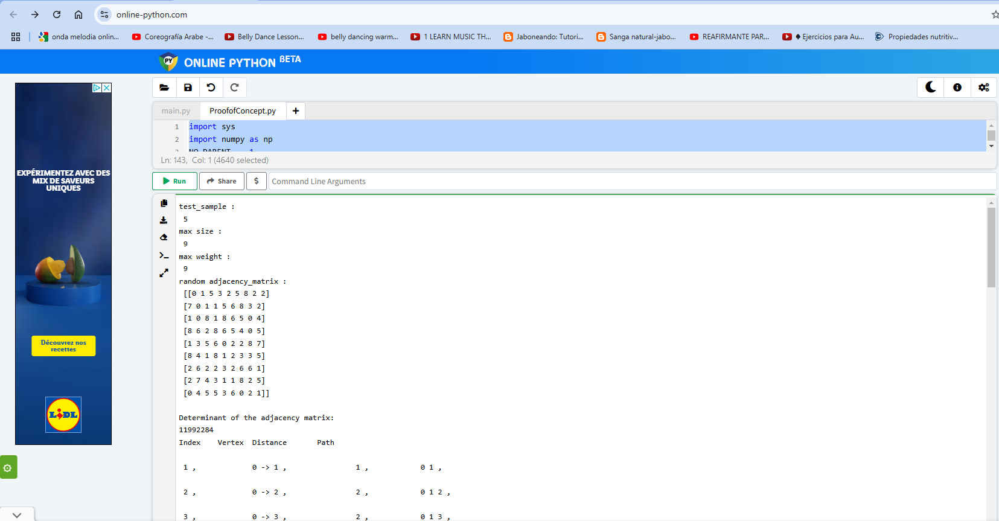 online-python.com
onda melodia onlin...
Coreografía Arabe -...
Belly Dance Lesson...
belly dancing warm...
1 LEARN MUSIC TH...
Jaboneando: Tutori...
Sanga natural-jabo...
REAFIRMANTE PAR...
♠ Ejercicios para Au...
Propiedades nutritiv...
PY ONLINE PYTHON BETA
main.py
ProofofConcept.py
1 import sys
2 import numpy as np
Ln: 143, Col: 1 (4640 selected)
Run
Share
$
Command Line Arguments
EXPÉRIMENTEZ AVEC DES
MIX DE SAVEURS
UNIQUES
Découvrez nos
recettes
LIDL
test_sample :
5
max size :
9
max weight :
9
random adjacency_matrix :
[[0 1 5 3 2 5 8 2 2]
[7 0 1 1 5 6 8 3 2]
[1 0 8 1 8 6 5 0 4]
[8 6 2 8 6 5 4 0 5]
[1 3 5 6 0 2 2 8 7]
[8 4 1 8 1 2 3 3 5]
[2 6 2 2 3 2 6 6 1]
[2 7 4 3 1 1 8 2 5]
[0 4 5 5 3 6 0 2 1]]
Determinant of the adjacency matrix:
11992284
Index Vertex Distance Path
1 , 0 -> 1 , 1 , 0 1 ,
2 , 0 -> 2 , 2 , 0 1 2 ,
3 , 0 -> 3 , 2 , 0 1 3 ,